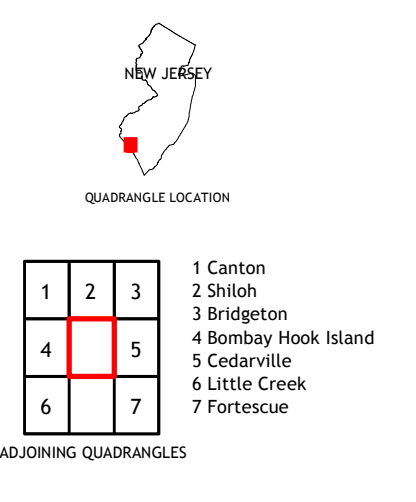 NEW JERSEY
QUADRANGLE LOCATION
1 2 3
4 5
6 7
1 Canton
2 Shiloh
3 Bridgeton
4 Bombay Hook Island
5 Cedarville
6 Little Creek
7 Fortescue
ADJOINING QUADRANGLES